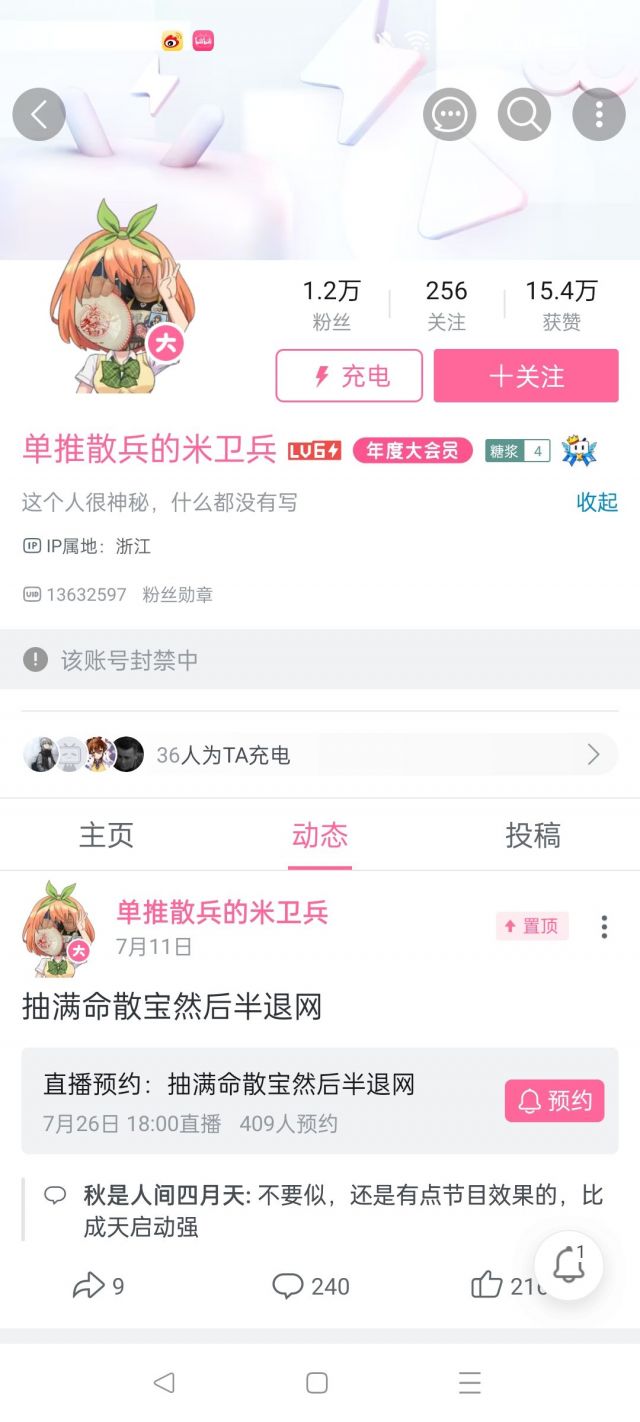 1.2万
256
15.4万
粉丝
关注
获赞
大
充电
十关注
单推散兵的米卫兵 LV6 年度大会员 糖浆 4
这个人很神秘，什么都没有写
收起
IP IP属地：浙江
UID 13632597 粉丝勋章
该账号封禁中
36人为TA充电
主页
动态
投稿
单推散兵的米卫兵
置顶
7月11日
大
抽满命散宝然后半退网
直播预约：抽满命散宝然后半退网
预约
7月26日 18:00直播 409人预约
秋是人间四月天: 不要似，还是有点节目效果的，比
成天启动强
1
9
240